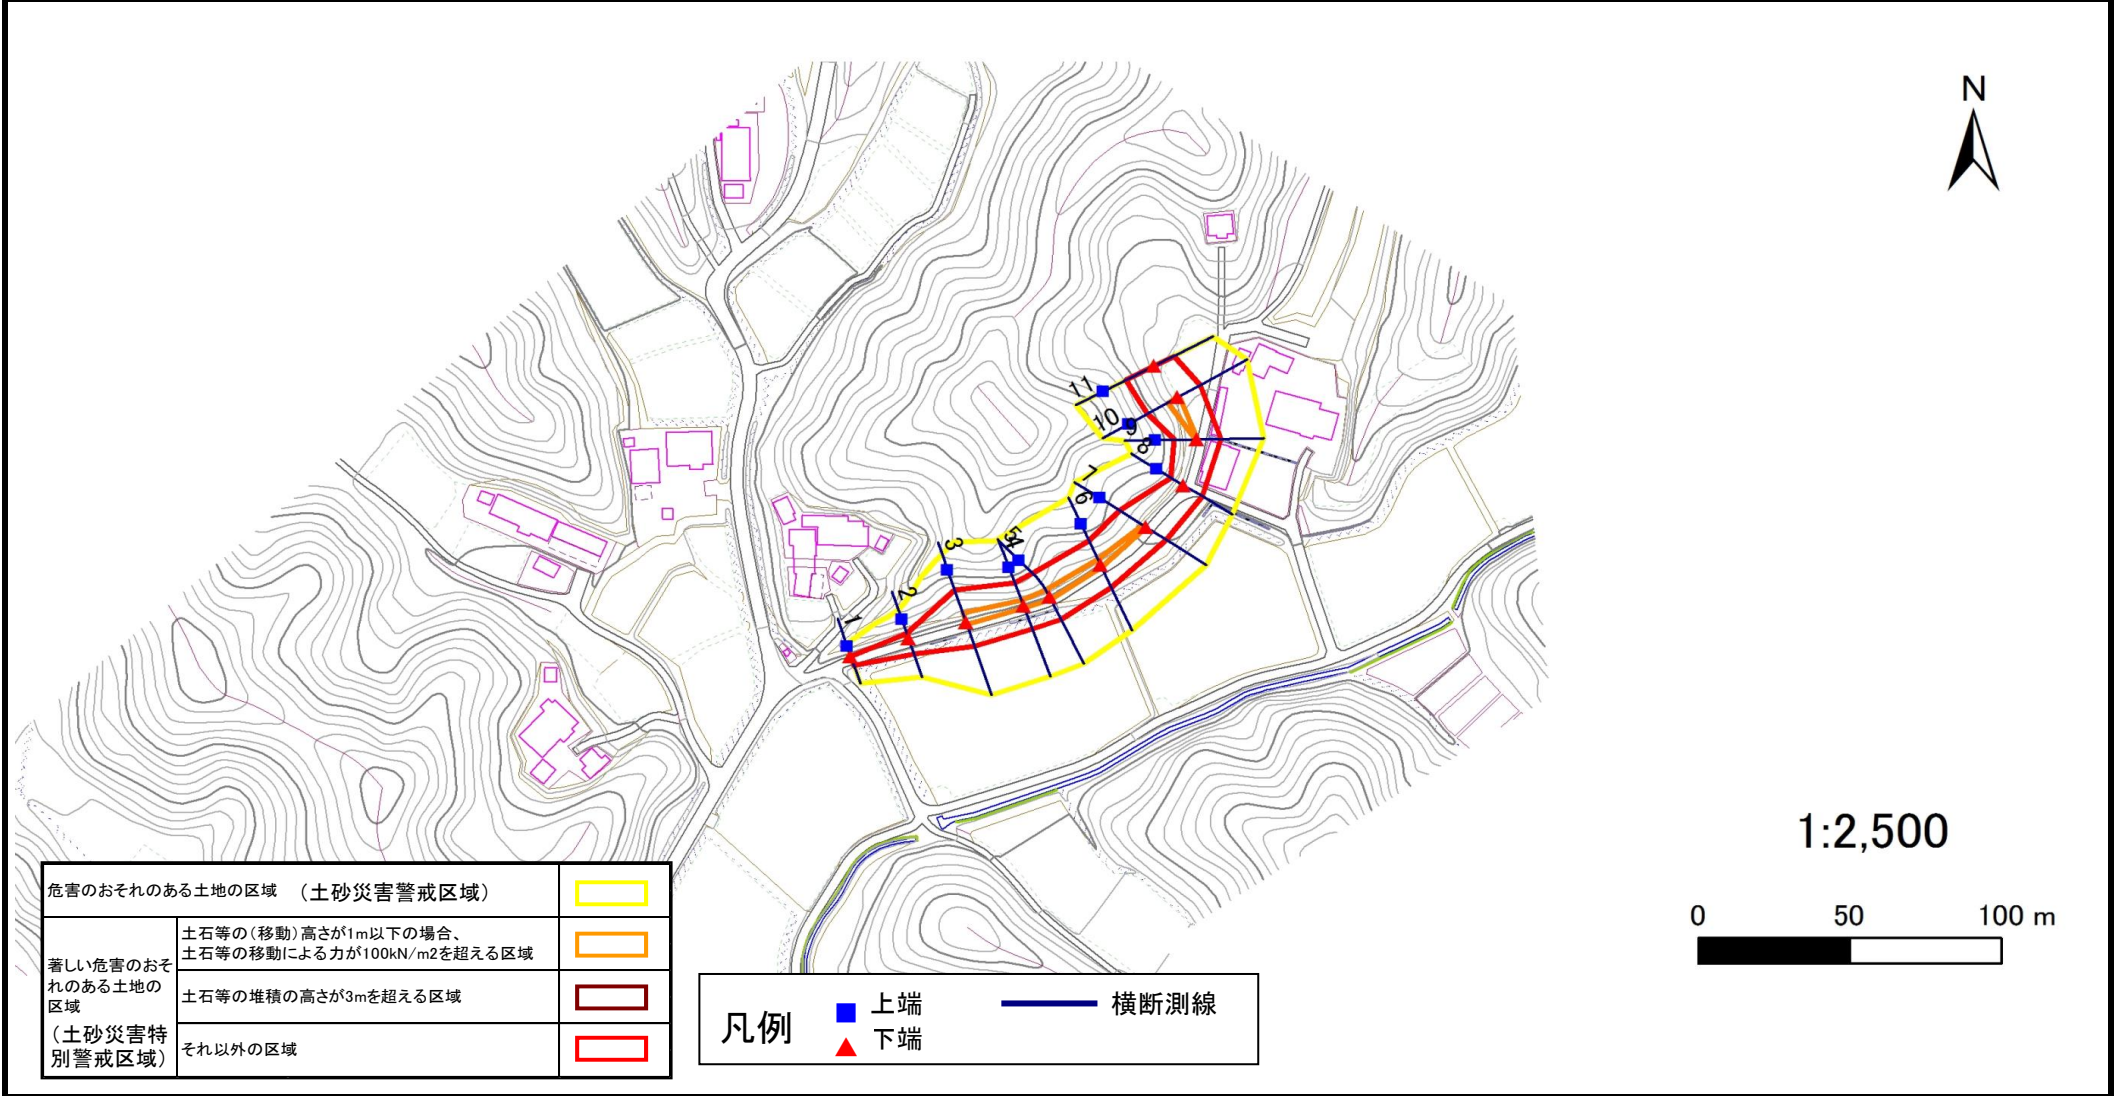 N
11
10
9
8
7
6
5
4
3
2
1
1:2,500
0 50 100 m
危害のおそれのある土地の区域 （土砂災害警戒区域）
著しい危害のおそ
れのある土地の
区域
（土砂災害特
別警戒区域）
土石等の（移動）高さが1m以下の場合、
土石等の移動による力が100kN/m2を超える区域
土石等の堆積の高さが3mを超える区域
それ以外の区域
凡例
上端
下端
横断測線